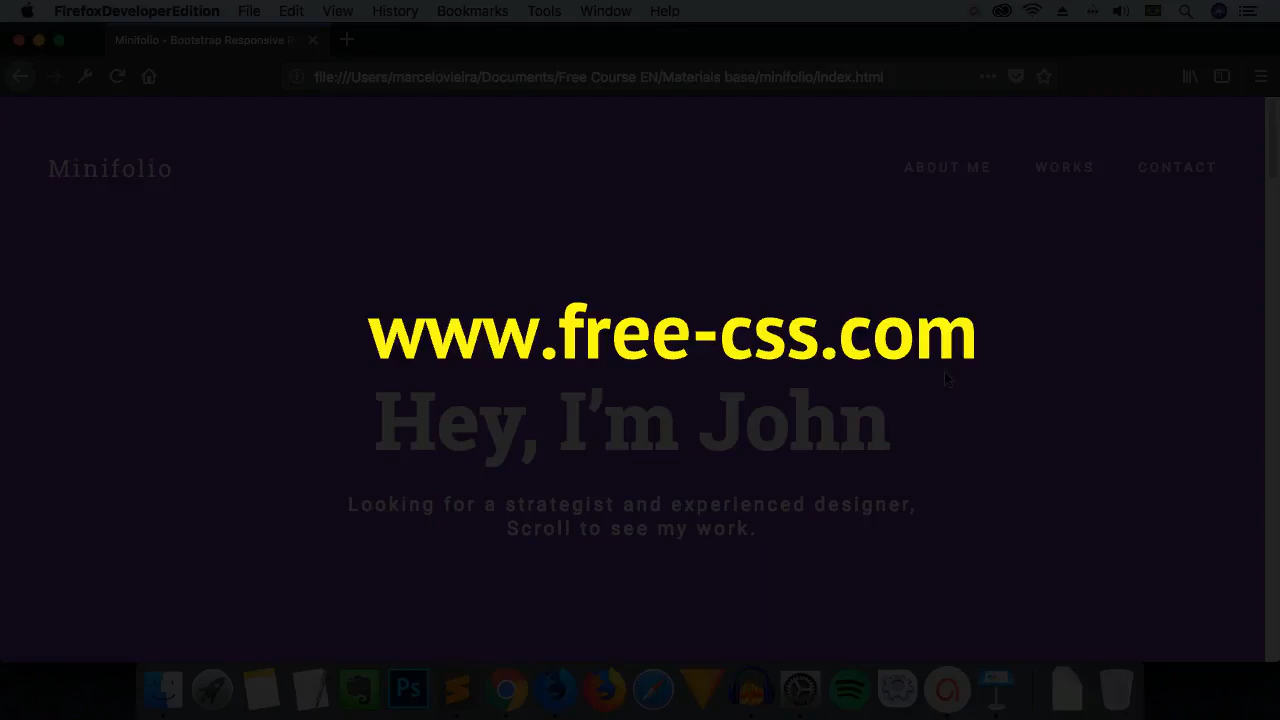 FirefoxDeveloperEdition File Edit View History Bookmarks Tools Window Help
Minifolio - Bootstrap Responsive
file:///Users/marcelovieira/Documents/Free Course EN/Materials base/minifolio/index.html
Minifolio
ABOUT ME WORKS CONTACT
www.free-css.com
Hey, I’m John
Looking for a strategist and experienced designer,
Scroll to see my work.
Ps